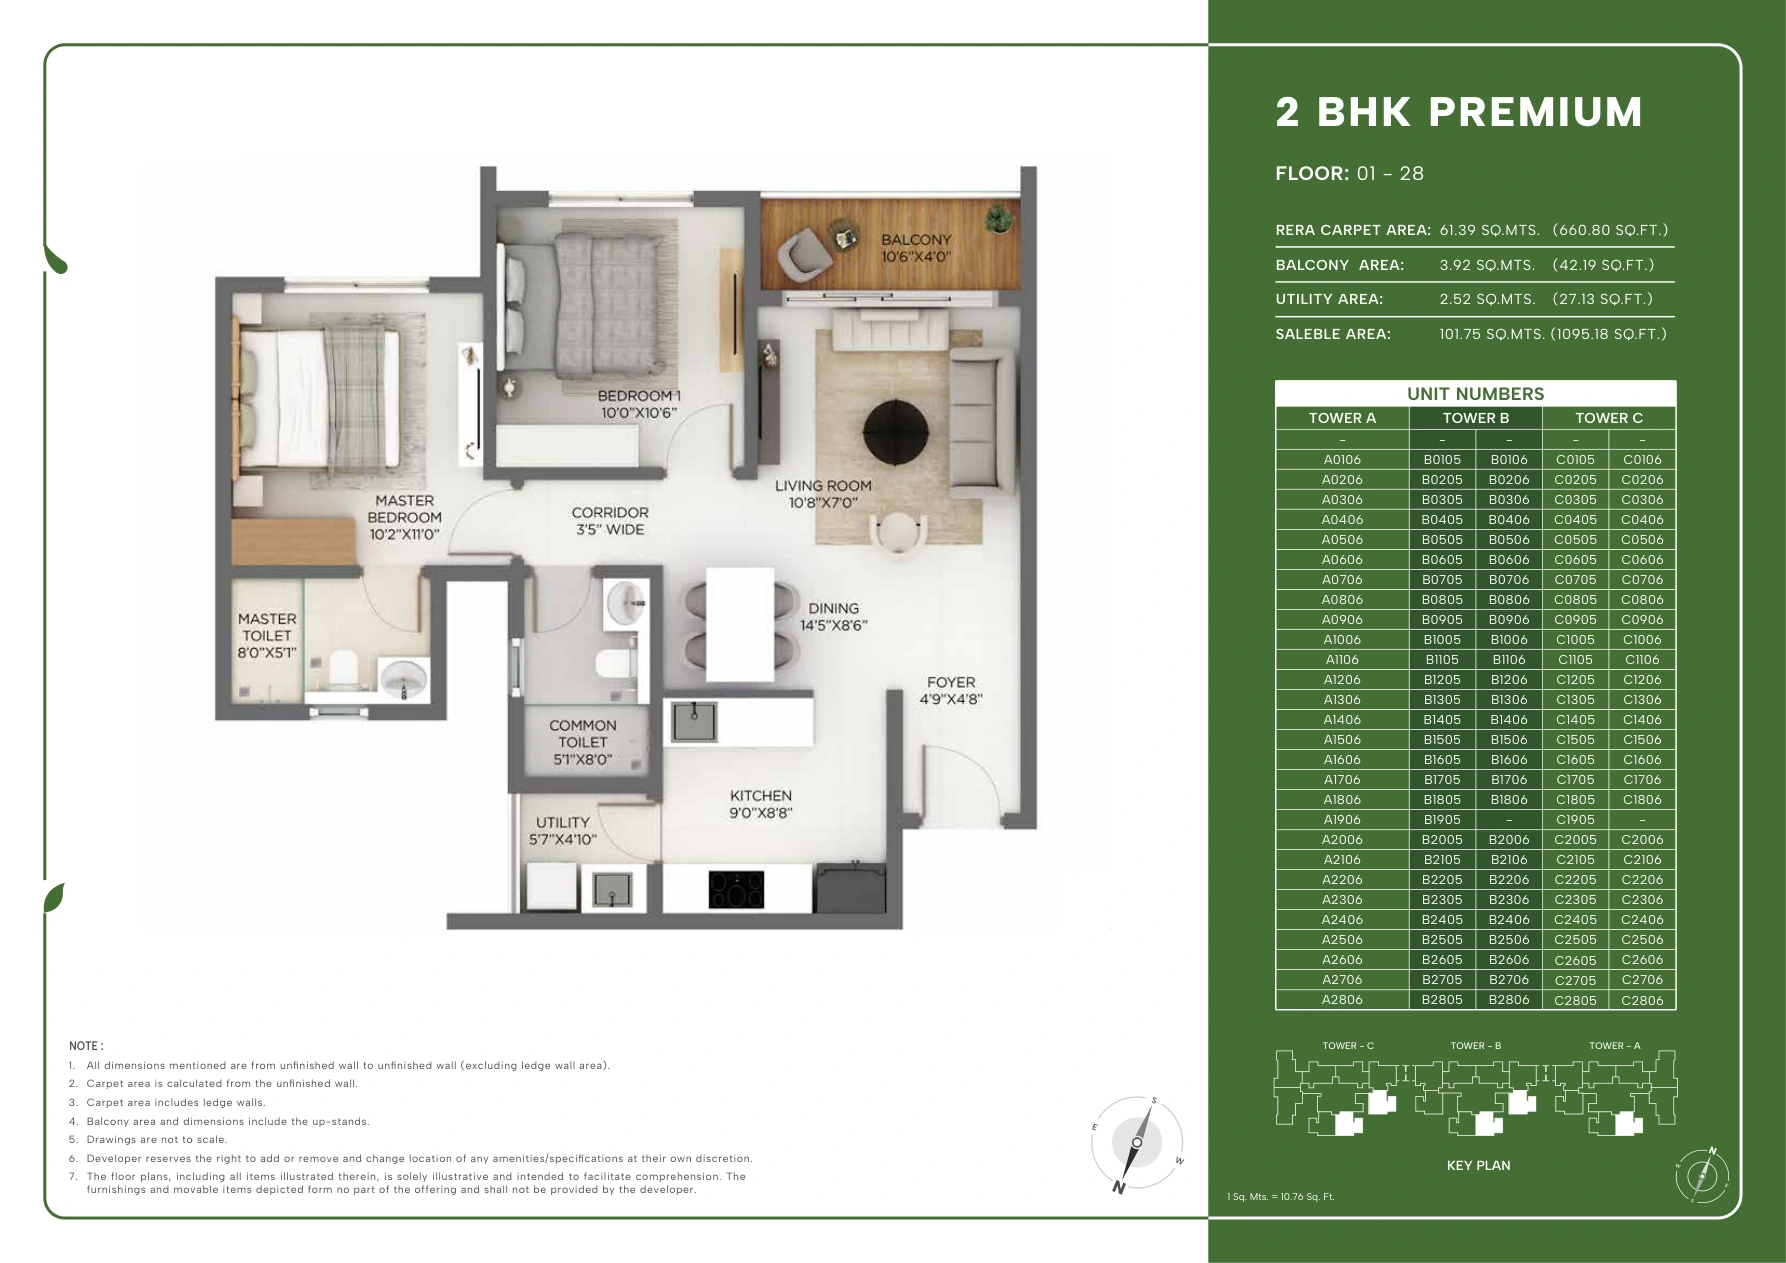 2 BHK PREMIUM
FLOOR: 01 - 28
RERA CARPET AREA: 61.39 SQ.MTS. (660.80 SQ.FT.)
BALCONY AREA: 3.92 SQ.MTS. (42.19 SQ.FT.)
UTILITY AREA: 2.52 SQ.MTS. (27.13 SQ.FT.)
SALEBLE AREA: 101.75 SQ.MTS. (1095.18 SQ.FT.)
UNIT NUMBERS
TOWER A TOWER B TOWER C
- - - - -
A0106 B0105 B0106 C0105 C0106
A0206 B0205 B0206 C0205 C0206
A0306 B0305 B0306 C0305 C0306
A0406 B0405 B0406 C0405 C0406
A0506 B0505 B0506 C0505 C0506
A0606 B0605 B0606 C0605 C0606
A0706 B0705 B0706 C0705 C0706
A0806 B0805 B0806 C0805 C0806
A0906 B0905 B0906 C0905 C0906
A1006 B1005 B1006 C1005 C1006
A1106 B1105 B1106 C1105 C1106
A1206 B1205 B1206 C1205 C1206
A1306 B1305 B1306 C1305 C1306
A1406 B1405 B1406 C1405 C1406
A1506 B1505 B1506 C1505 C1506
A1606 B1605 B1606 C1605 C1606
A1706 B1705 B1706 C1705 C1706
A1806 B1805 B1806 C1805 C1806
A1906 B1905 - C1905 -
A2006 B2005 B2006 C2005 C2006
A2106 B2105 B2106 C2105 C2106
A2206 B2205 B2206 C2205 C2206
A2306 B2305 B2306 C2305 C2306
A2406 B2405 B2406 C2405 C2406
A2506 B2505 B2506 C2505 C2506
A2606 B2605 B2606 C2605 C2606
A2706 B2705 B2706 C2705 C2706
A2806 B2805 B2806 C2805 C2806
TOWER - C TOWER - B TOWER - A
KEY PLAN
N
1 Sq. Mts. = 10.76 Sq. Ft.
BALCONY
10'6"X4'0"
BEDROOM 1
10'0"X10'6"
LIVING ROOM
10'8"X7'0"
MASTER
BEDROOM
10'2"X11'0"
CORRIDOR
3'5" WIDE
MASTER
TOILET
8'0"X5'1"
DINING
14'5"X8'6"
FOYER
4'9"X4'8"
COMMON
TOILET
5'1"X8'0"
KITCHEN
9'0"X8'8"
UTILITY
5'7"X4'10"
NOTE :
1. All dimensions mentioned are from unfinished wall to unfinished wall (excluding ledge wall area).
2. Carpet area is calculated from the unfinished wall.
3. Carpet area includes ledge walls.
4. Balcony area and dimensions include the up-stands.
5. Drawings are not to scale.
6. Developer reserves the right to add or remove and change location of any amenities/specifications at their own discretion.
7. The floor plans, including all items illustrated therein, is solely illustrative and intended to facilitate comprehension. The
furnishings and movable items depicted form no part of the offering and shall not be provided by the developer.
S
E
W
N